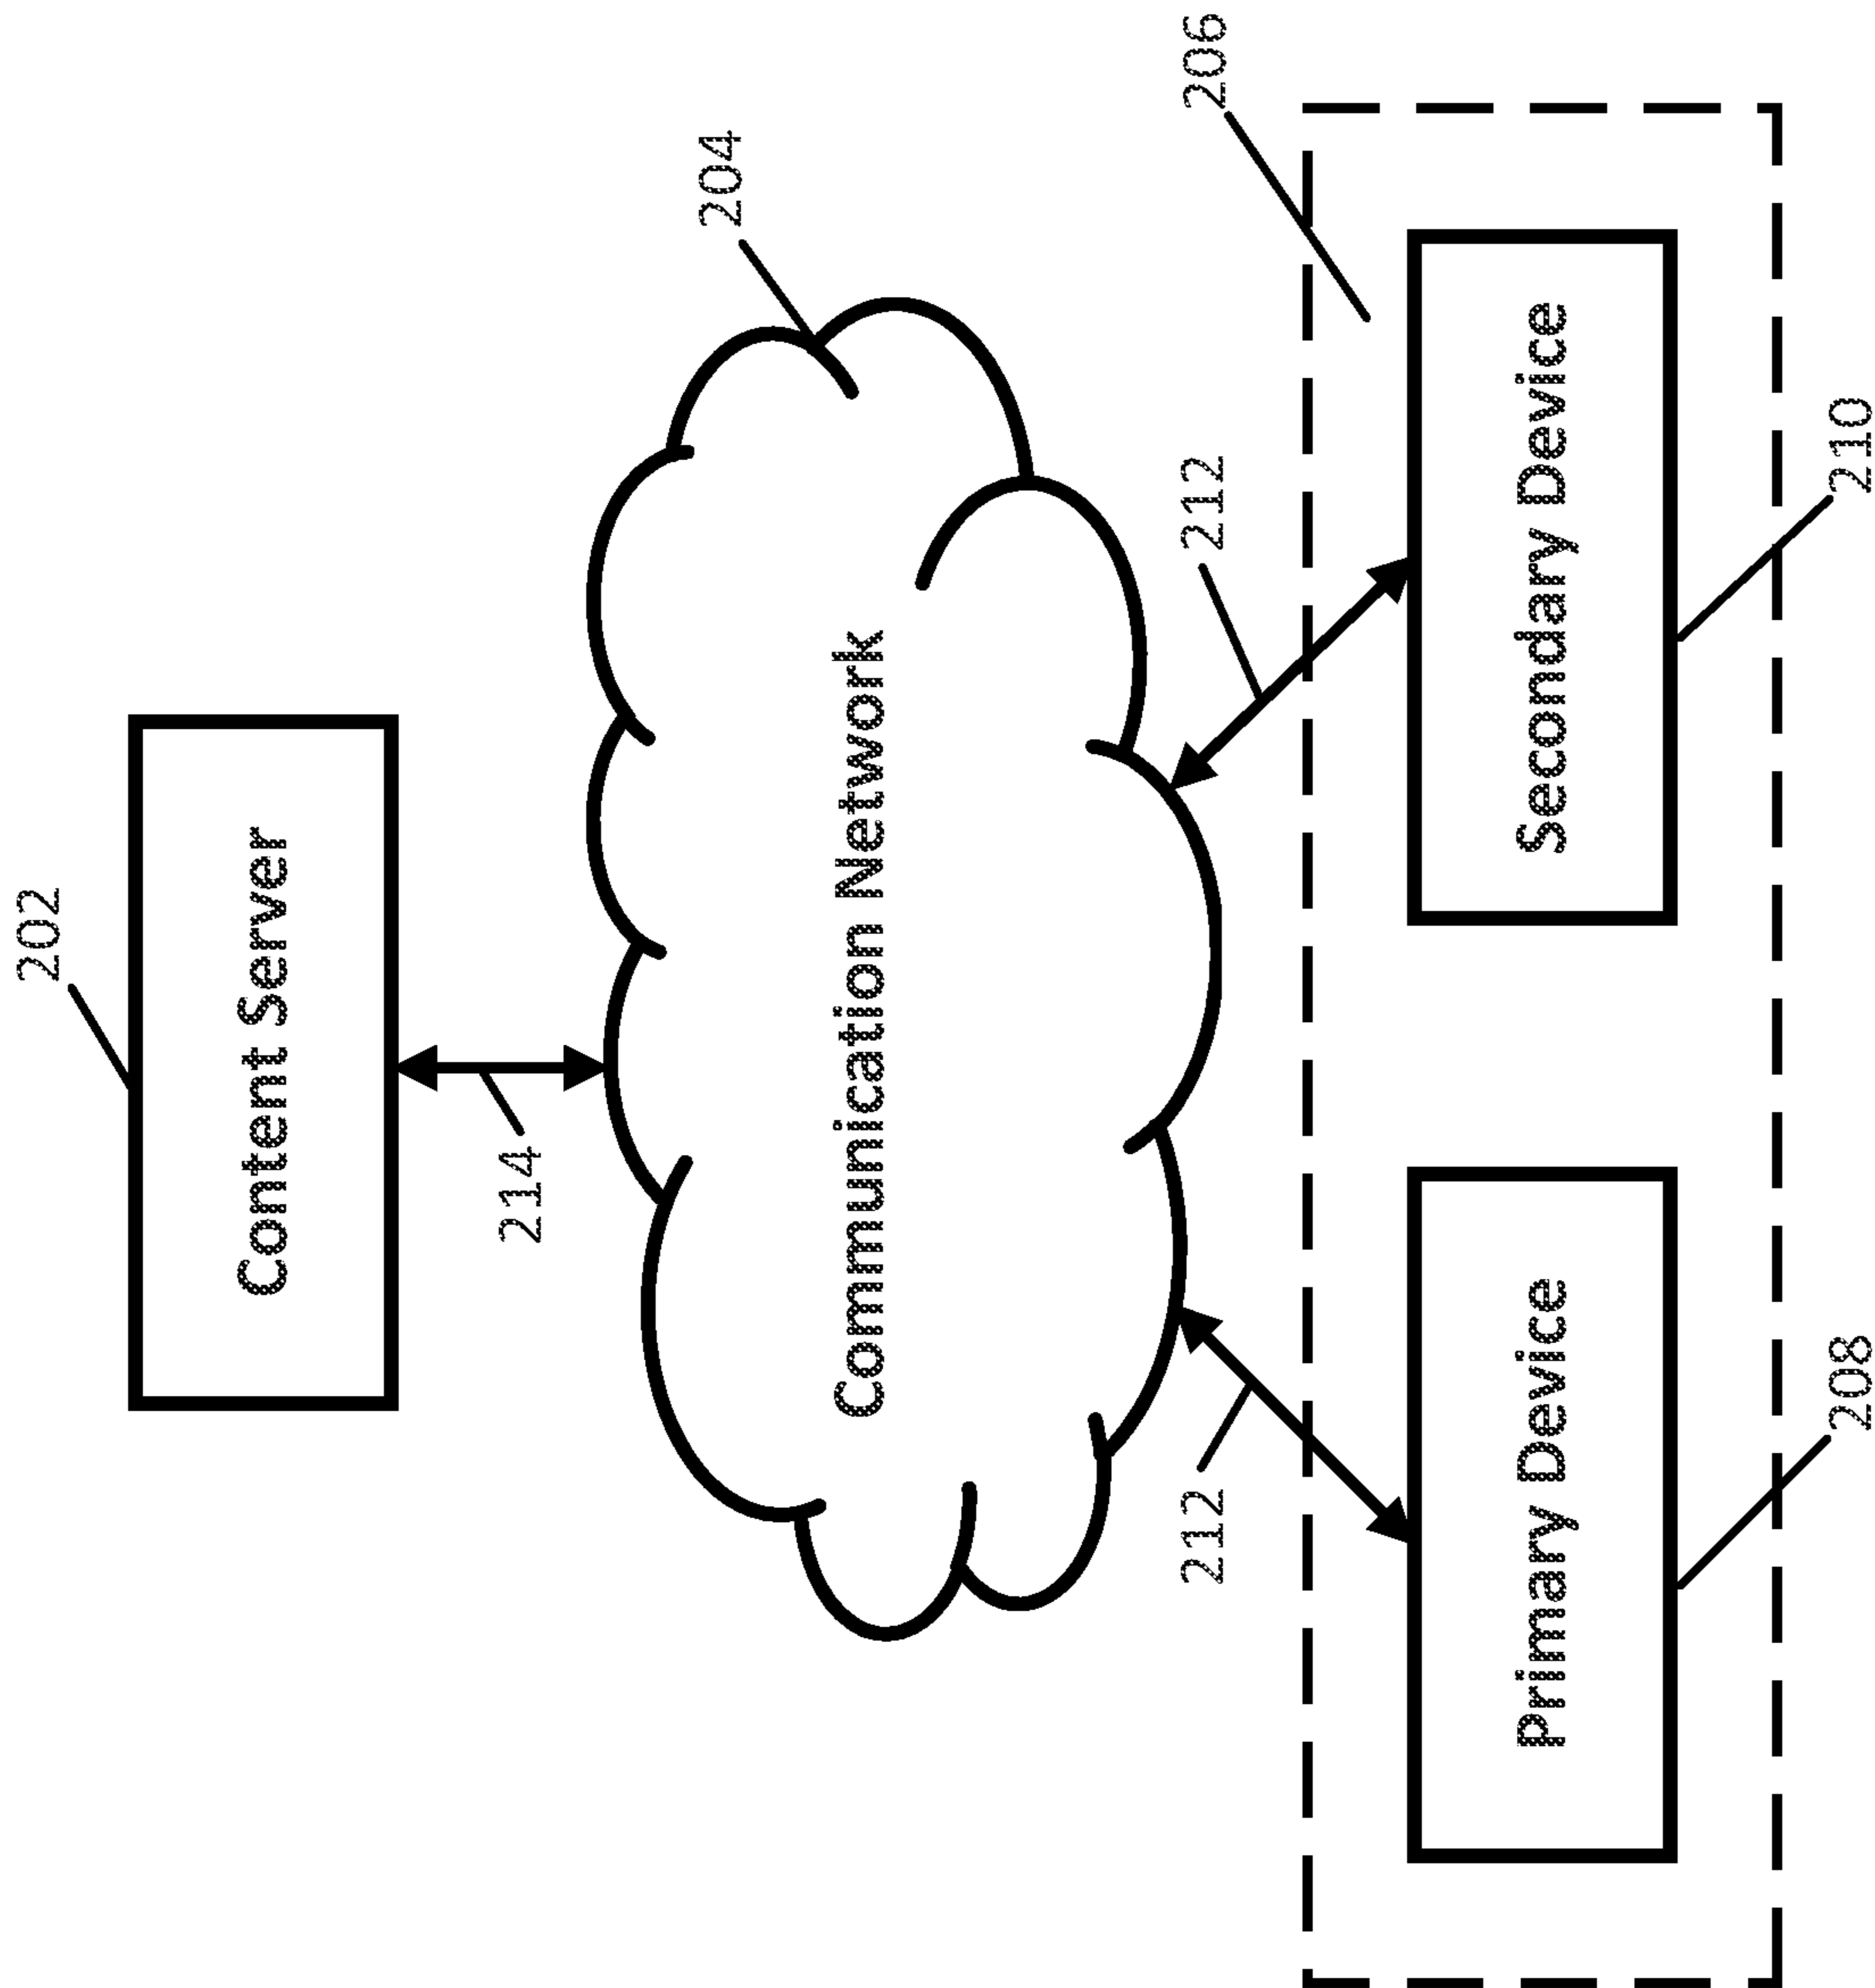 202
Content Server
214
204
Communication Network
212
212
206
Primary Device
Secondary Device
208
210